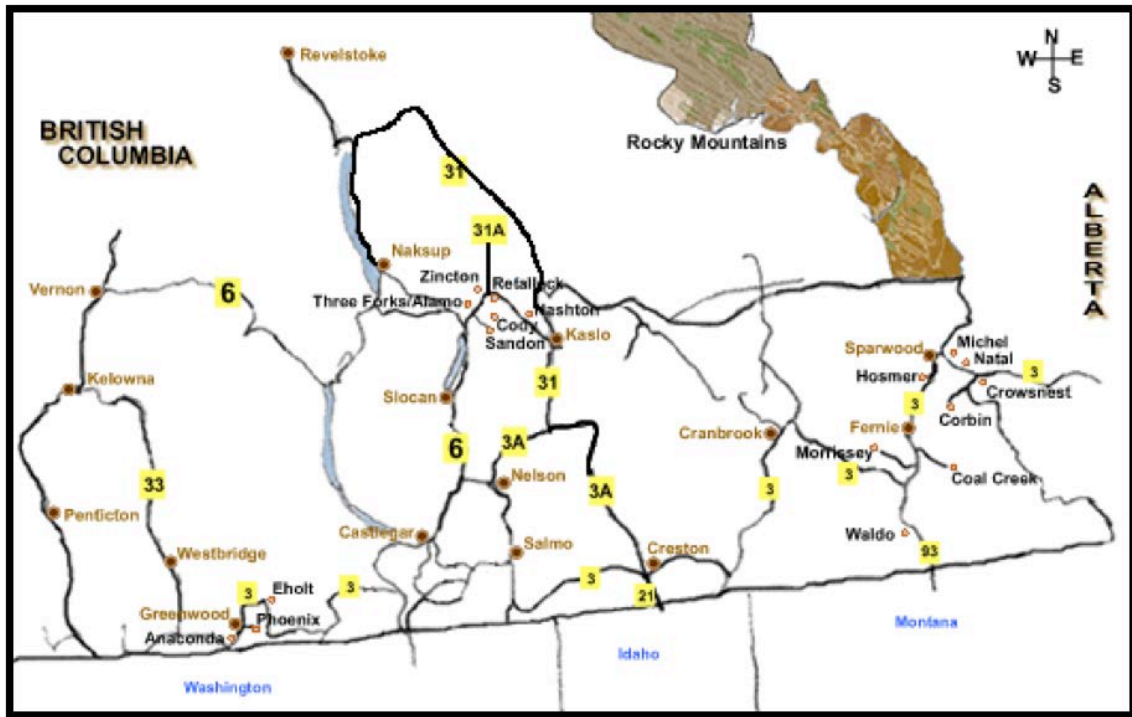 Revelstoke
N
W E
S
BRITISH
COLUMBIA
Rocky Mountains
31
ALBERTA
31A
Naksup
Zincton
Retalleck
Vernon
6
Three Forks/Alamo
Hashton
Cody
Sandon
Kaslo
Sparwood
Michel
Natal
Hosmer
3
Crowsnest
Kelowna
31
Slocan
3
Corbin
Cranbrook
Fernie
6
3A
Morrissey
3
Coal Creek
33
Nelson
3A
3
Penticton
Castlegar
Waldo
Salmo
Creston
93
Westbridge
3
Eholt
3
3
21
Greenwood
Phoenix
Anaconda
Montana
Idaho
Washington